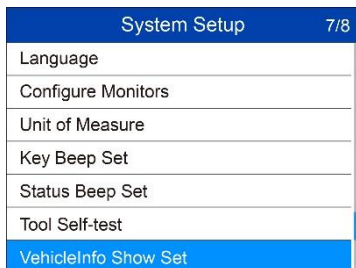 System Setup 7/8
Language
Configure Monitors
Unit of Measure
Key Beep Set
Status Beep Set
Tool Self-test
VehicleInfo Show Set